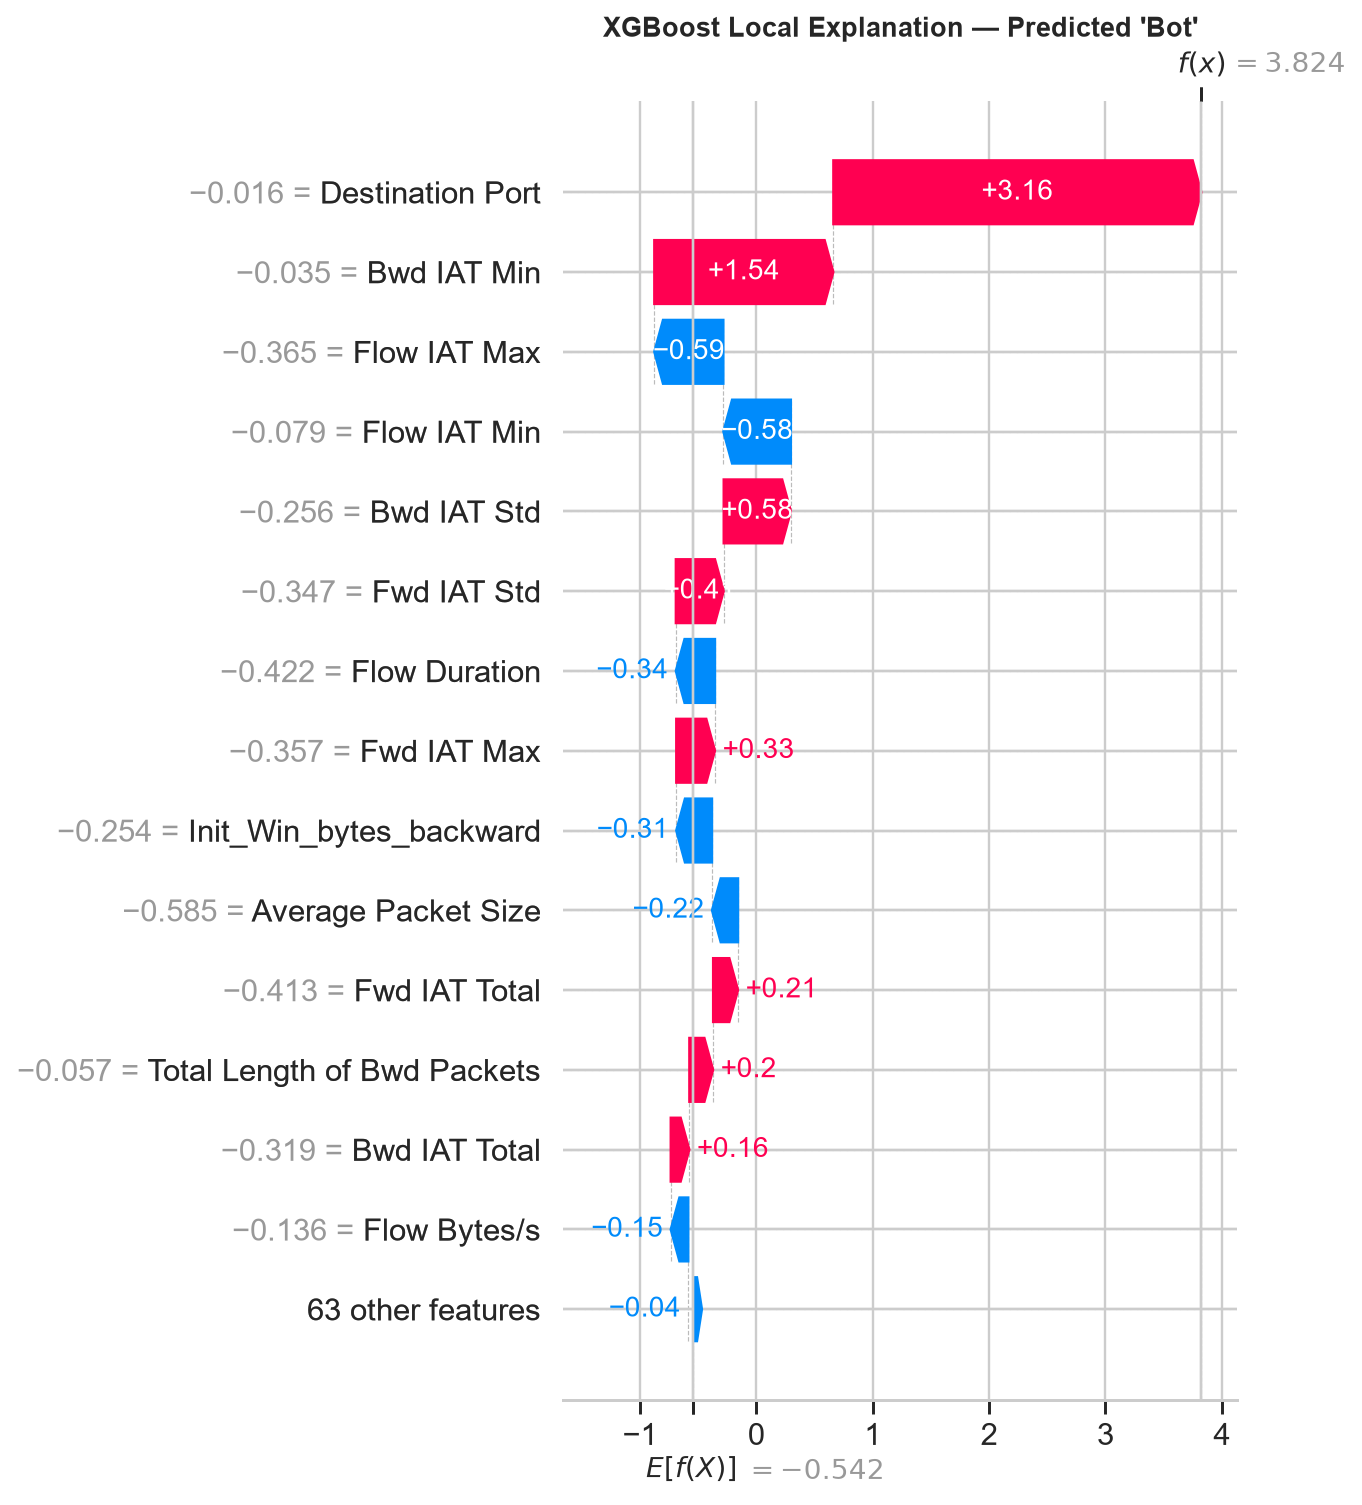 XGBoost Local Explanation — Predicted 'Bot'
f(x) = 3.824
−0.016 = Destination Port +3.16
−0.035 = Bwd IAT Min +1.54
−0.365 = Flow IAT Max −0.59
−0.079 = Flow IAT Min −0.58
−0.256 = Bwd IAT Std +0.58
−0.347 = Fwd IAT Std
−0.422 = Flow Duration −0.34
−0.357 = Fwd IAT Max +0.33
−0.254 = Init_Win_bytes_backward −0.31
−0.585 = Average Packet Size −0.22
−0.413 = Fwd IAT Total +0.21
−0.057 = Total Length of Bwd Packets +0.2
−0.319 = Bwd IAT Total +0.16
−0.136 = Flow Bytes/s −0.15
63 other features −0.04
−1 0 1 2 3 4
E[f(X)] = −0.542